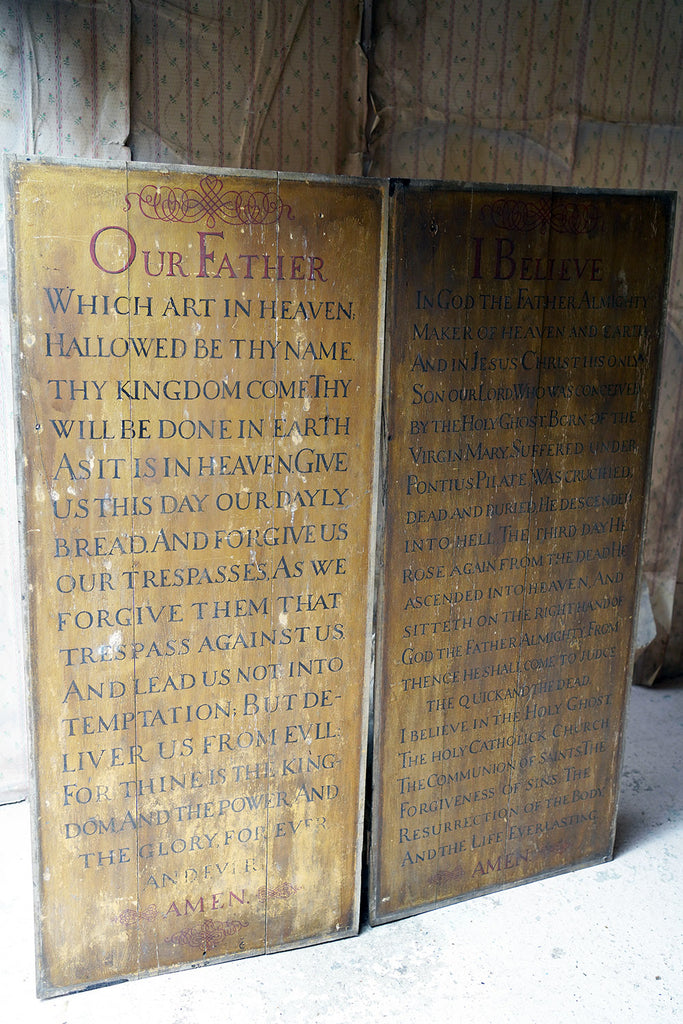 OUR FATHER
WHICH ART IN HEAVEN;
HALLOWED BE THY NAME.
THY KINGDOM COME. THY
WILL BE DONE IN EARTH
AS IT IS IN HEAVEN. GIVE
US THIS DAY OUR DAYLY
BREAD. AND FORGIVE US
OUR TRESPASSES, AS WE
FORGIVE THEM THAT
TRESPASS AGAINST US
AND LEAD US NOT INTO
TEMPTATION; BUT DE-
LIVER US FROM EVIL:
FOR THINE IS THE KING-
DOM AND THE POWER AND
THE GLORY, FOR EVER
AND EVER.
AMEN.
I BELIEVE
IN GOD THE FATHER ALMIGHTY
MAKER OF HEAVEN AND EARTH
AND IN JESUS CHRIST HIS ONLY
SON OUR LORD WHO WAS CONCEIVED
BY THE HOLY GHOST, BORN OF THE
VIRGIN MARY, SUFFERED UNDER
PONTIUS PILATE WAS CRUCIFIED,
DEAD AND BURIED, HE DESCENDED
INTO HELL. THE THIRD DAY HE
ROSE AGAIN FROM THE DEAD HE
ASCENDED INTO HEAVEN, AND
SITTETH ON THE RIGHT HAND OF
GOD THE FATHER ALMIGHTY. FROM
THENCE HE SHALL COME TO JUDGE
THE QUICK AND THE DEAD.
I BELIEVE IN THE HOLY GHOST
THE HOLY CATHOLICK CHURCH
THE COMMUNION OF SAINTS. THE
FORGIVENESS OF SINS. THE
RESURRECTION OF THE BODY
AND THE LIFE EVERLASTING.
AMEN.